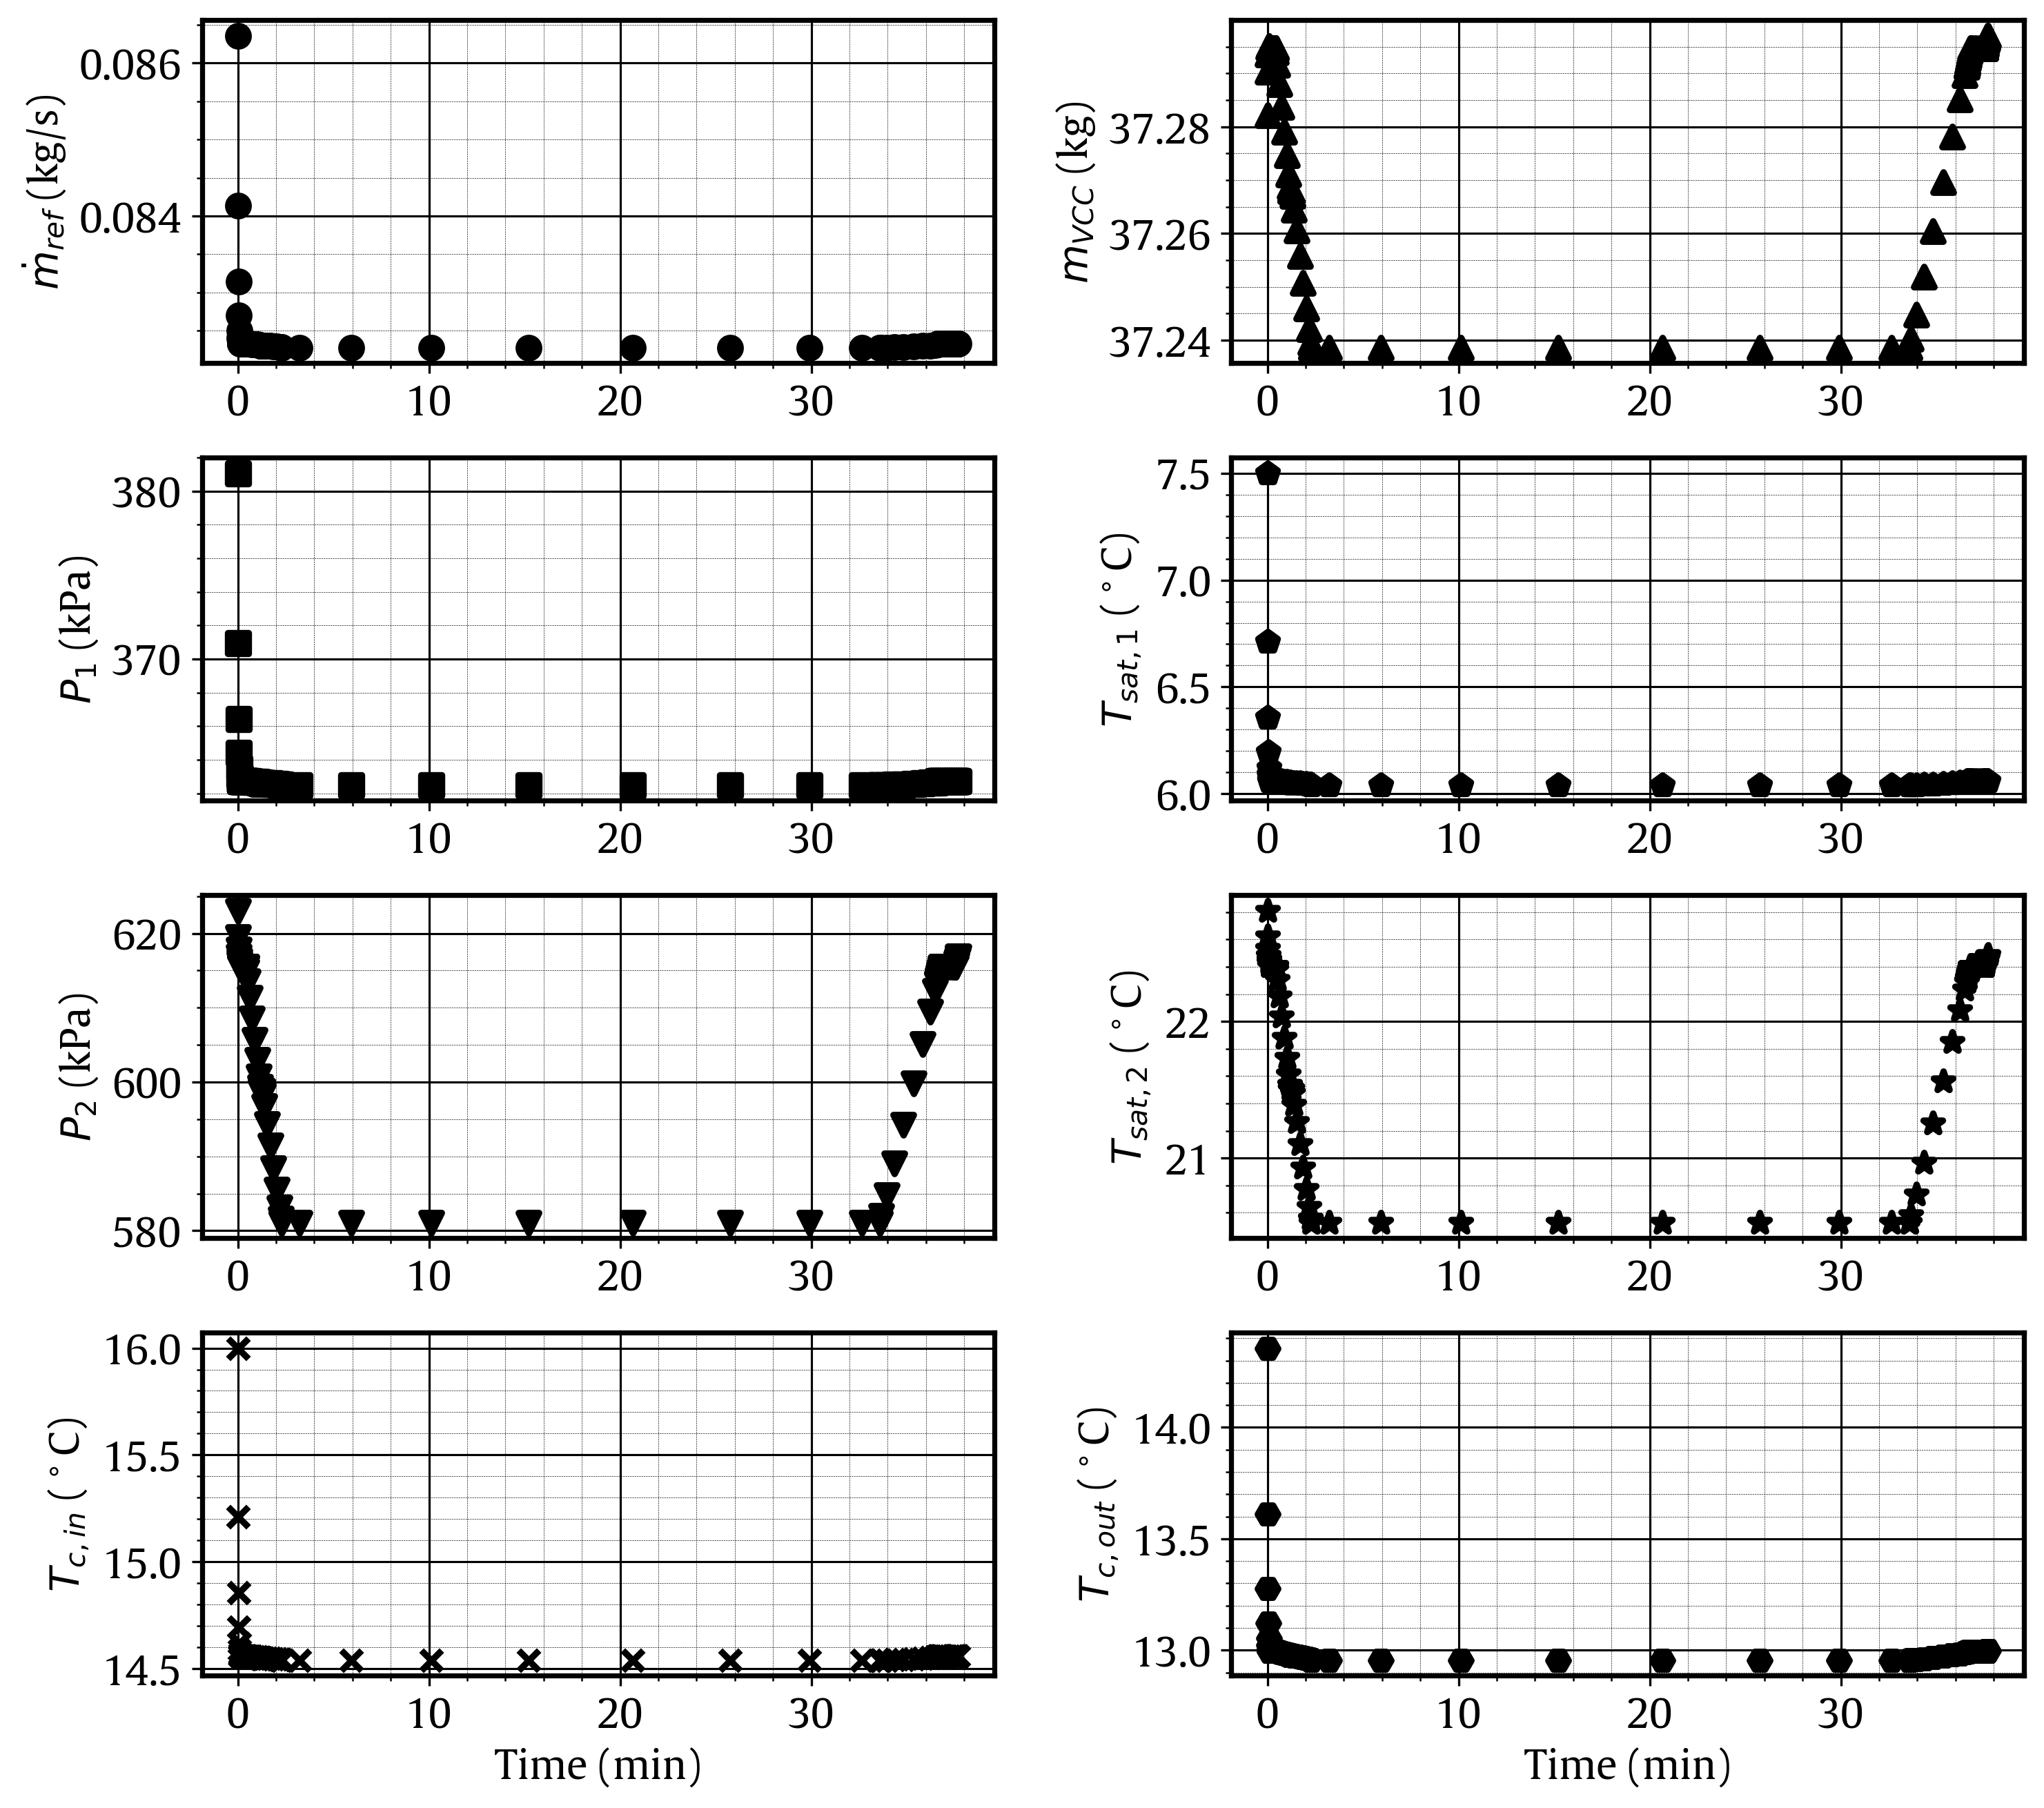 ṁref (kg/s)
0.086
0.084
0 10 20 30
mVCC (kg)
37.28
37.26
37.24
0 10 20 30
P1 (kPa)
380
370
0 10 20 30
Tsat,1 (°C)
7.5
7.0
6.5
6.0
0 10 20 30
P2 (kPa)
620
600
580
0 10 20 30
Tsat,2 (°C)
22
21
0 10 20 30
Tc,in (°C)
16.0
15.5
15.0
14.5
0 10 20 30
Time (min)
Tc,out (°C)
14.0
13.5
13.0
0 10 20 30
Time (min)